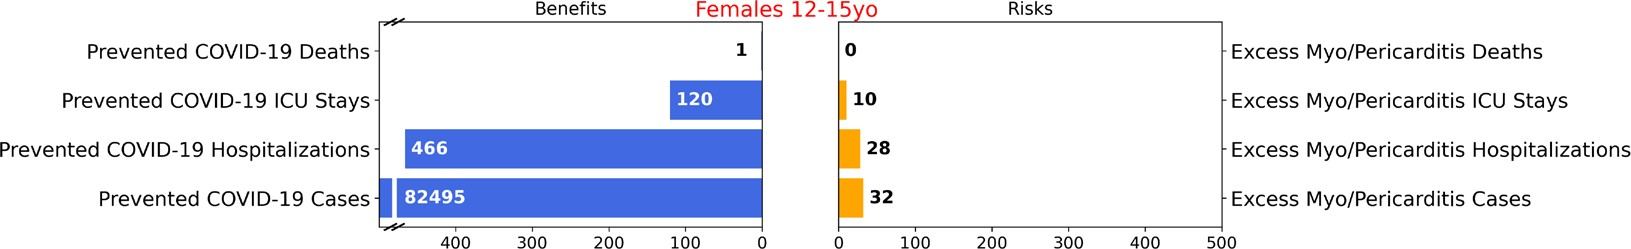 Benefits Females 12-15yo Risks
Prevented COVID-19 Deaths 1 0 Excess Myo/Pericarditis Deaths
Prevented COVID-19 ICU Stays 120 10 Excess Myo/Pericarditis ICU Stays
Prevented COVID-19 Hospitalizations 466 28 Excess Myo/Pericarditis Hospitalizations
Prevented COVID-19 Cases 82495 32 Excess Myo/Pericarditis Cases
400 300 200 100 0 0 100 200 300 400 500